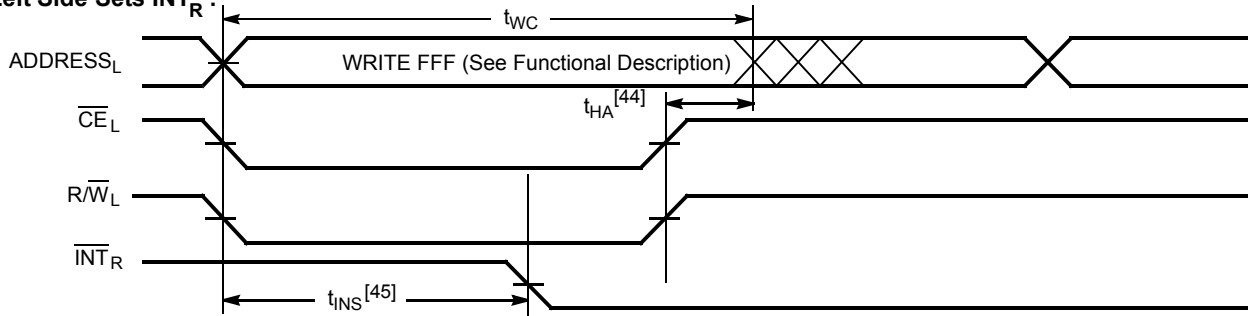 Left Side Sets INT_R :
t_WC
ADDRESS_L
WRITE FFF (See Functional Description)
t_HA[44]
CE_L
R/W_L
INT_R
t_INS[45]